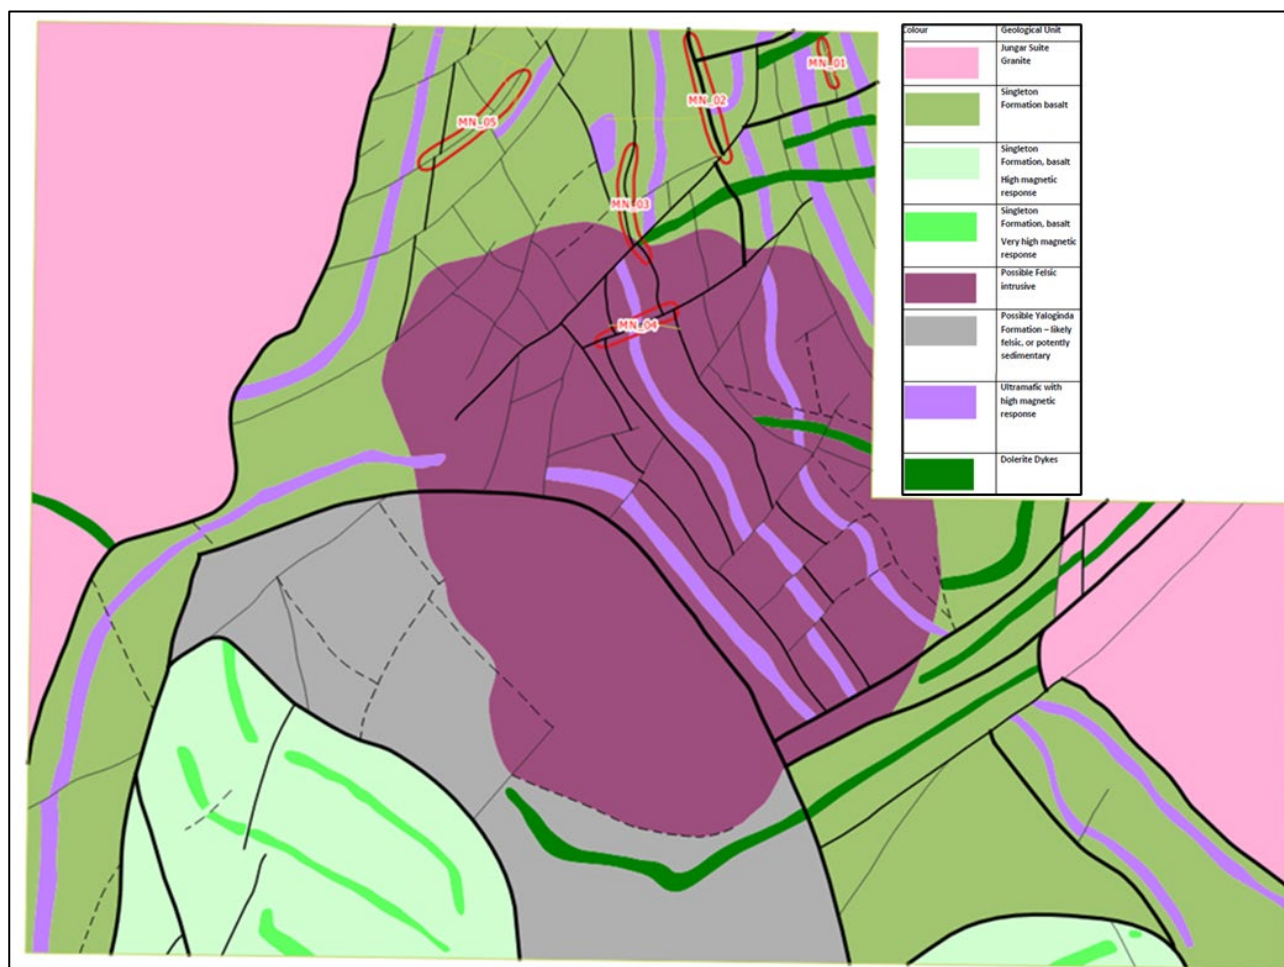 MN_01
MN_02
MN_05
MN_03
MN_04
Colour Geological Unit
Jungar Suite
Granite
Singleton
Formation basalt
Singleton
Formation, basalt
High magnetic
response
Singleton
Formation, basalt
Very high magnetic
response
Possible Felsic
intrusive
Possible Yaloginda
Formation – likely
felsic, or potently
sedimentary
Ultramafic with
high magnetic
response
Dolerite Dykes